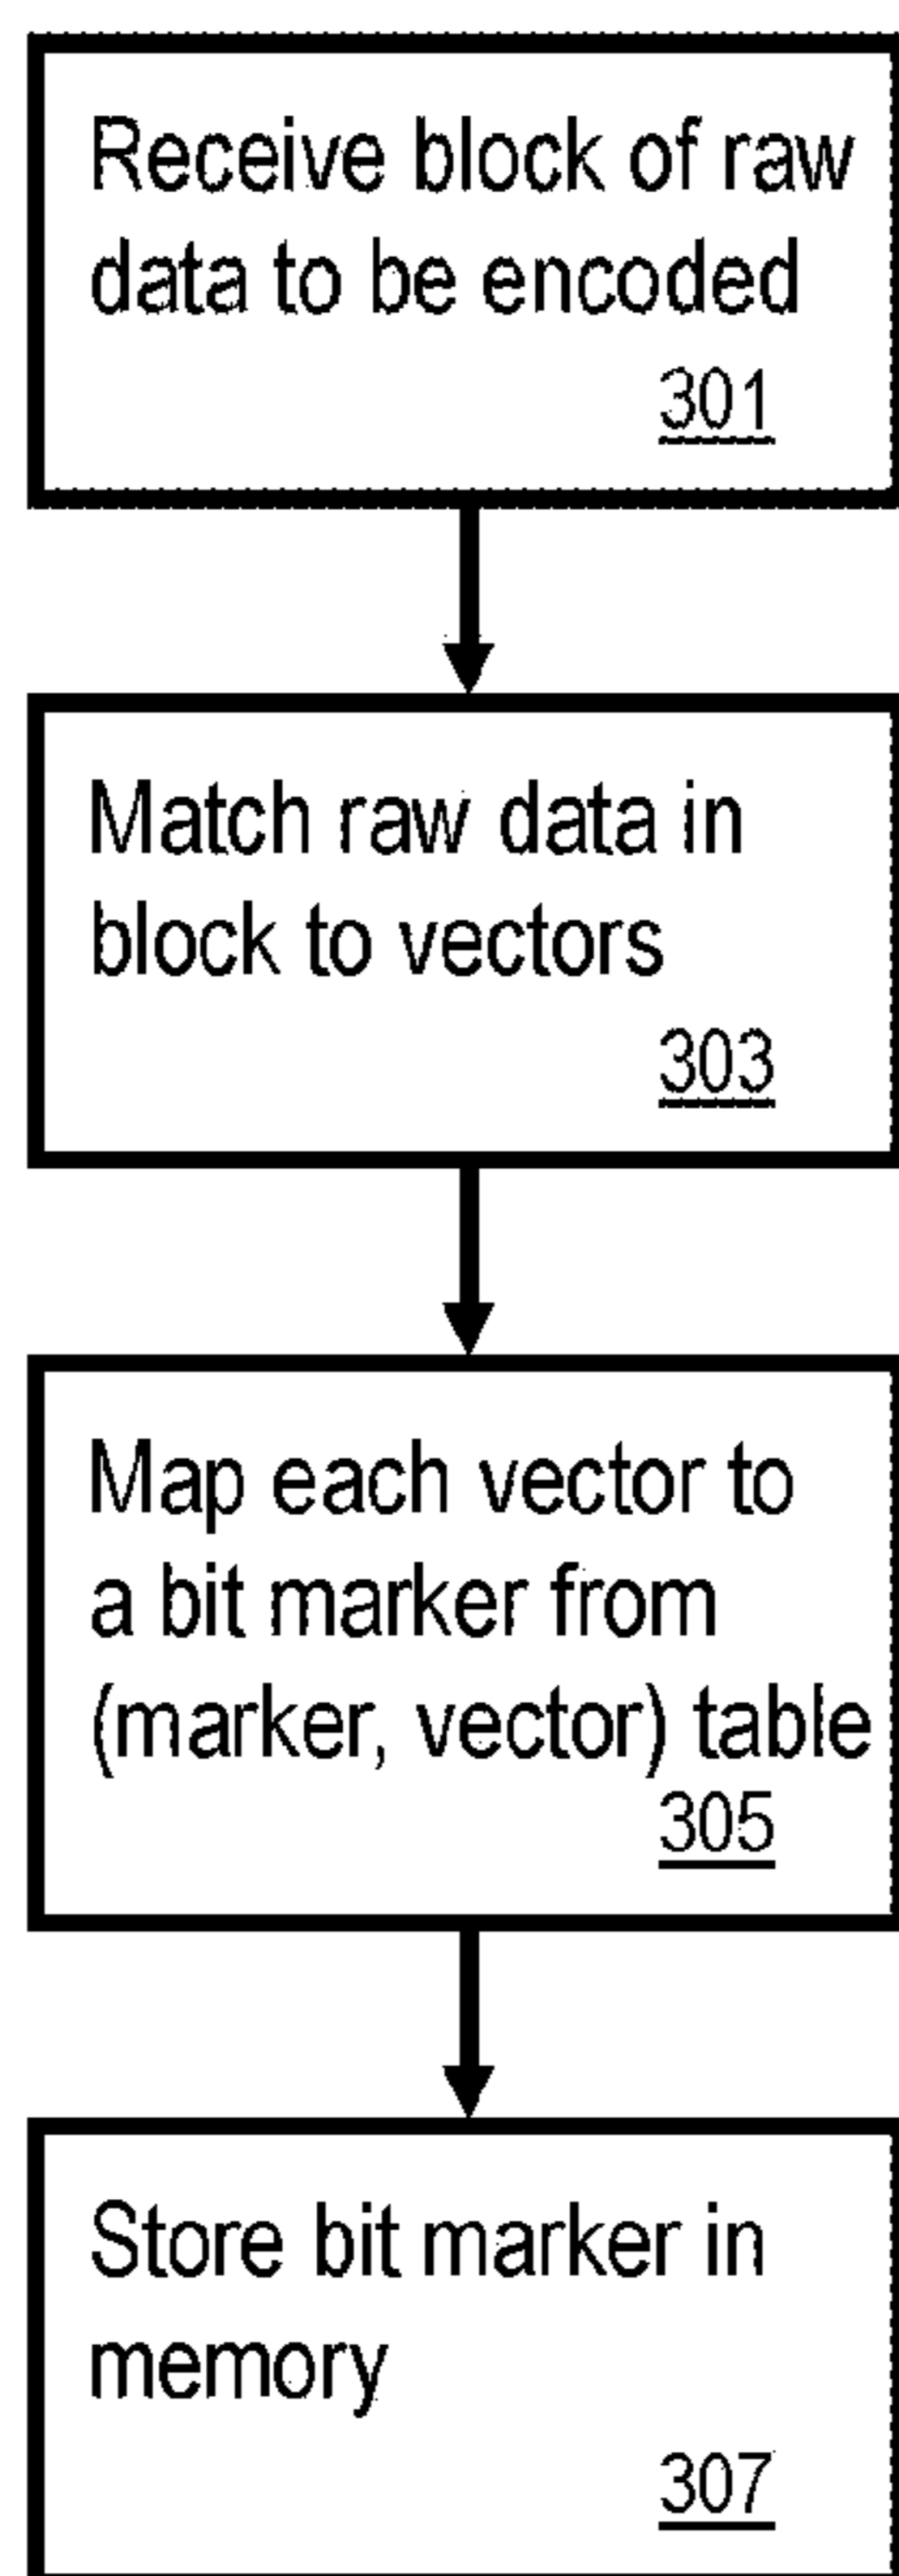 Receive block of raw
data to be encoded
301
Match raw data in
block to vectors
303
Map each vector to
a bit marker from
(marker, vector) table
305
Store bit marker in
memory
307